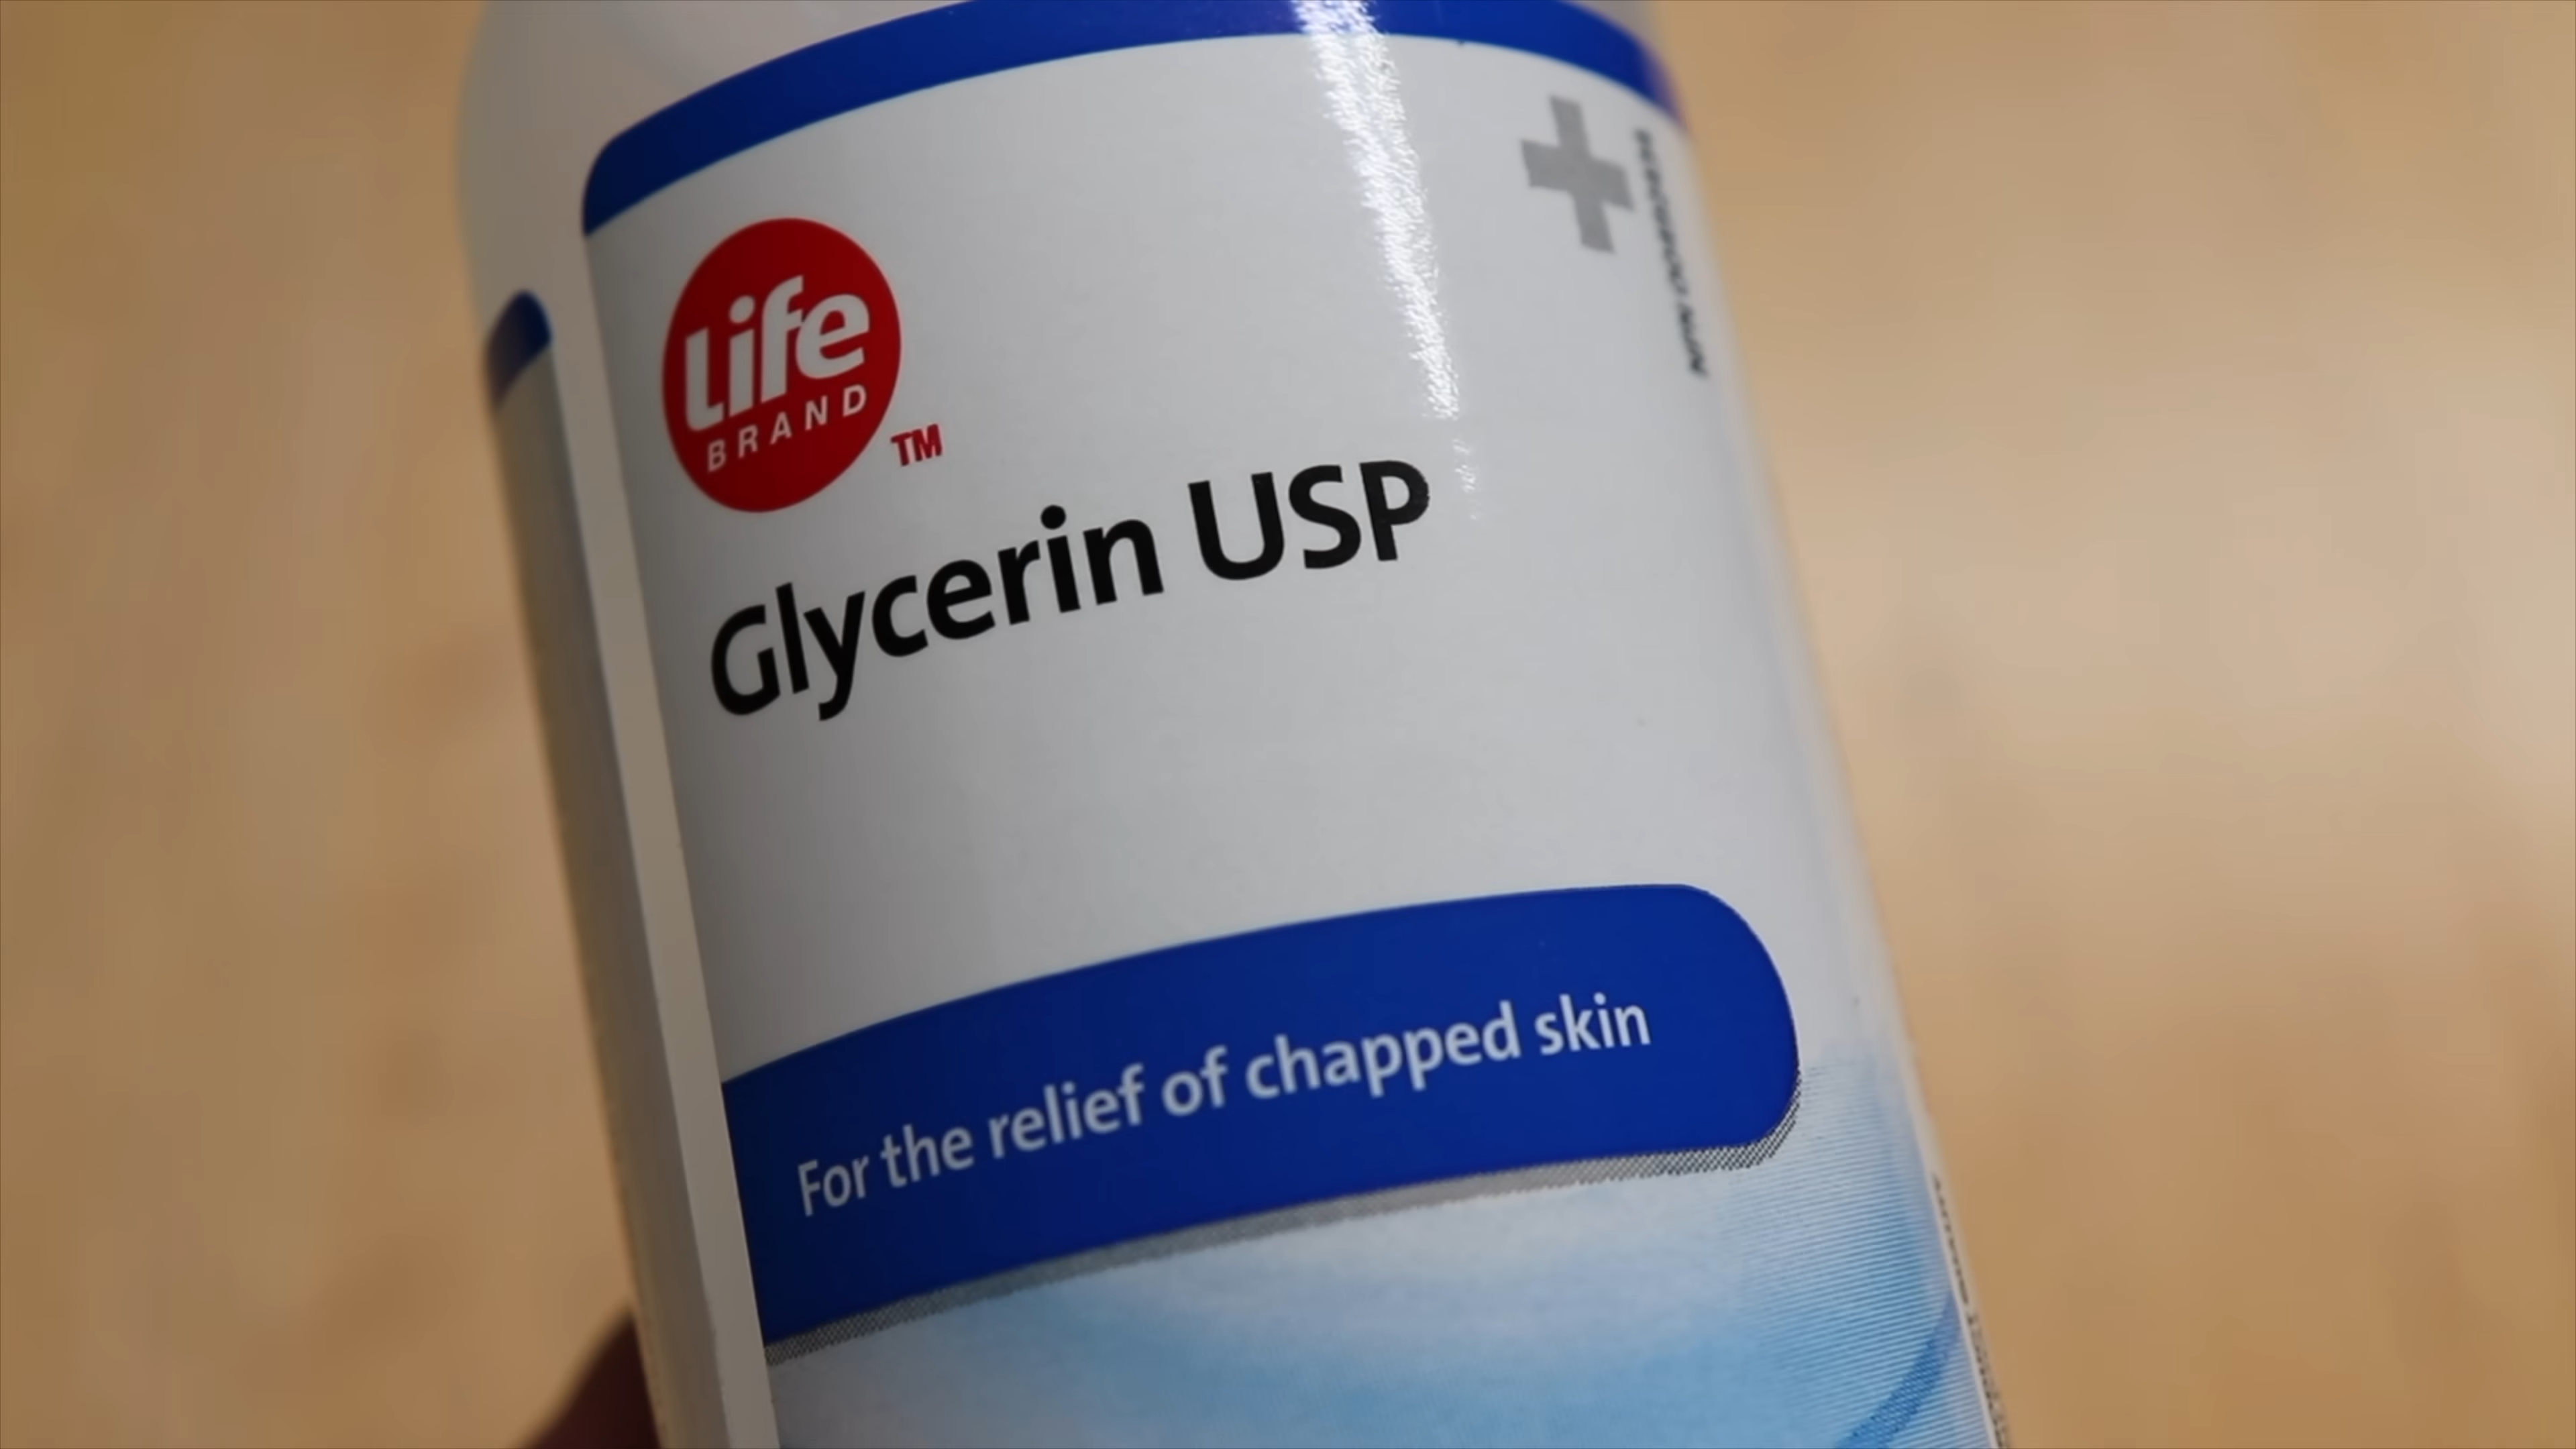 Life
BRAND
TM
Glycerin USP
For the relief of chapped skin